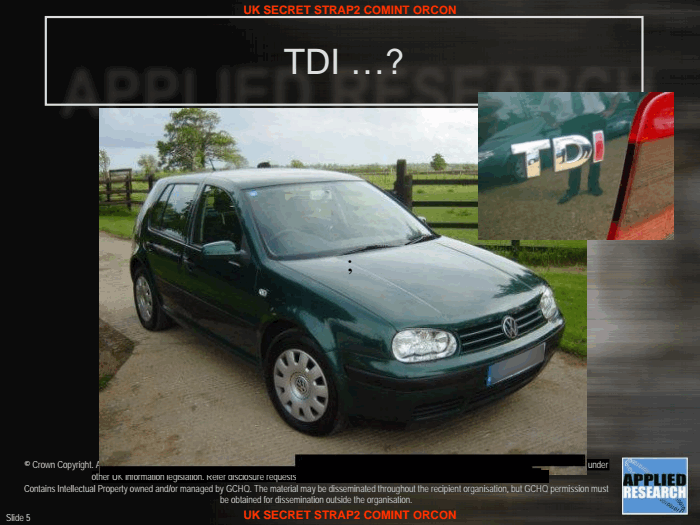 UK SECRET STRAP2 COMINT ORCON
TDI …?
APPLIED RESEARCH
TDI
;
© Crown Copyright. A
under
other UK information legislation. Refer disclosure requests
Contains Intellectual Property owned and/or managed by GCHQ. The material may be disseminated throughout the recipient organisation, but GCHQ permission must
be obtained for dissemination outside the organisation.
APPLIED
RESEARCH
Slide 5
UK SECRET STRAP2 COMINT ORCON